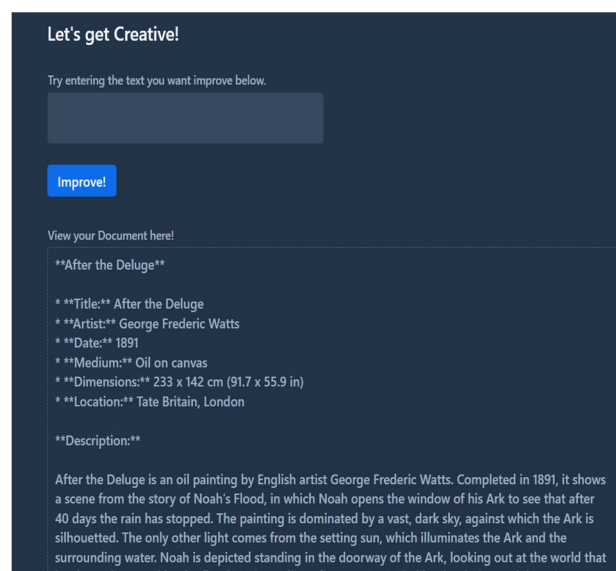 Let's get Creative!
Try entering the text you want improve below.
Improve!
View your Document here!
**After the Deluge**
* **Title:** After the Deluge
* **Artist:** George Frederic Watts
* **Date:** 1891
* **Medium:** Oil on canvas
* **Dimensions:** 233 x 142 cm (91.7 x 55.9 in)
* **Location:** Tate Britain, London
**Description:**
After the Deluge is an oil painting by English artist George Frederic Watts. Completed in 1891, it shows
a scene from the story of Noah's Flood, in which Noah opens the window of his Ark to see that after
40 days the rain has stopped. The painting is dominated by a vast, dark sky, against which the Ark is
silhouetted. The only other light comes from the setting sun, which illuminates the Ark and the
surrounding water. Noah is depicted standing in the doorway of the Ark, looking out at the world that